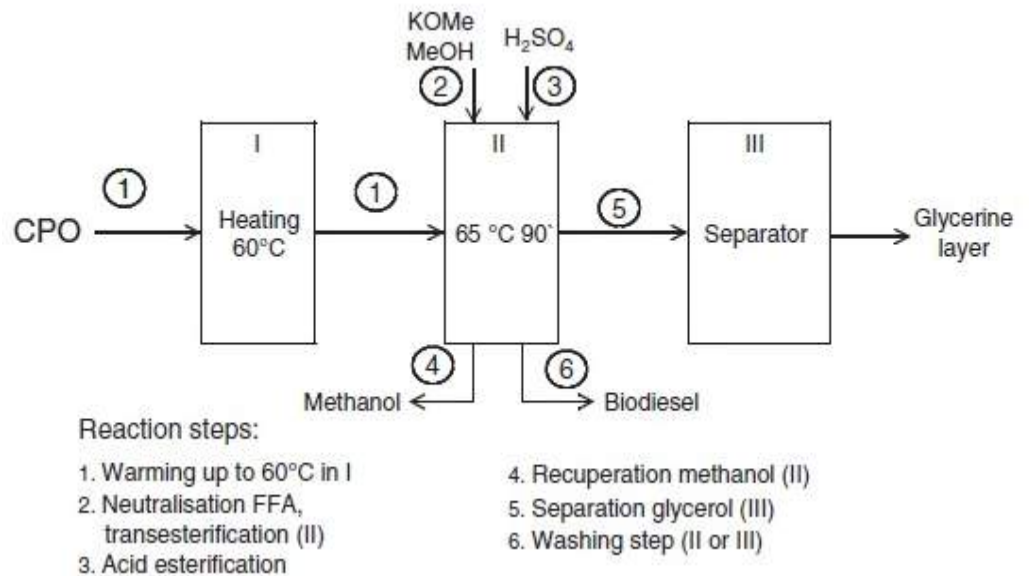 KOMe
MeOH
H₂SO₄
2
3
I
II
III
1
1
5
CPO
Heating
60°C
65 °C 90`
Separator
Glycerine
layer
4
6
Methanol
Biodiesel
Reaction steps:
1. Warming up to 60°C in I
2. Neutralisation FFA,
transesterification (II)
3. Acid esterification
4. Recuperation methanol (II)
5. Separation glycerol (III)
6. Washing step (II or III)